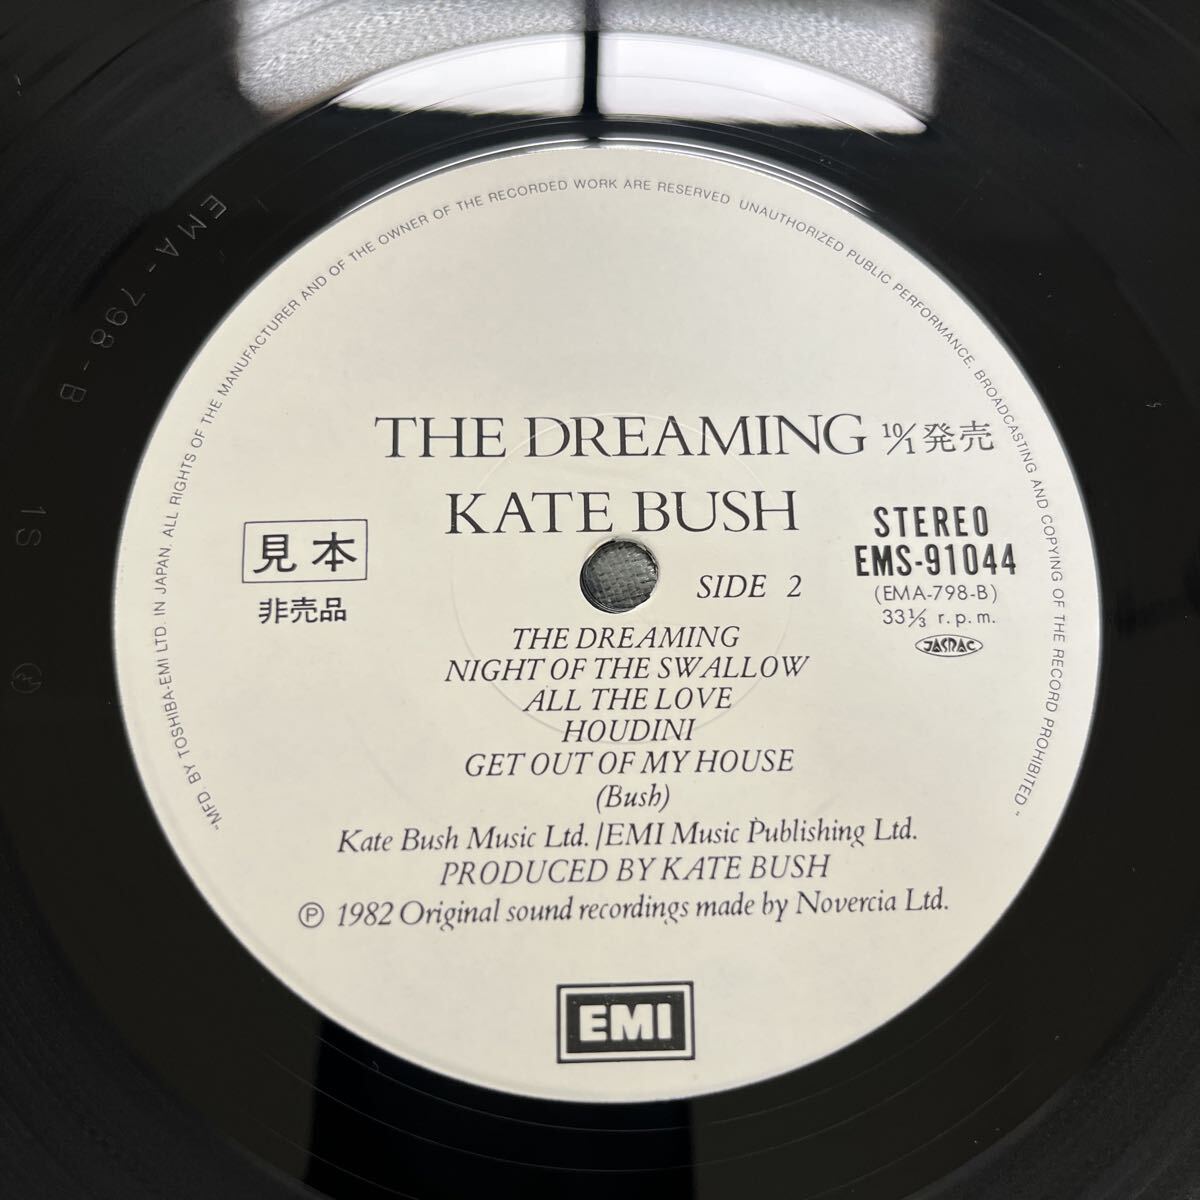 "MFD. BY TOSHIBA-EMI LTD. IN JAPAN. ALL RIGHTS OF THE MANUFACTURER AND OF THE OWNER OF THE RECORDED WORK ARE RESERVED UNAUTHORIZED PUBLIC PERFORMANCE. BROADCASTING AND COPYING OF THE RECORD PROHIBITED"
THE DREAMING 10/1発売
KATE BUSH
見本
非売品
STEREO
EMS-91044
(EMA-798-B)
33⅓ r.p.m.
JASRAC
SIDE 2
THE DREAMING
NIGHT OF THE SWALLOW
ALL THE LOVE
HOUDINI
GET OUT OF MY HOUSE
(Bush)
Kate Bush Music Ltd./EMI Music Publishing Ltd.
PRODUCED BY KATE BUSH
℗ 1982 Original sound recordings made by Novercia Ltd.
EMI
EMA-798-B 1S